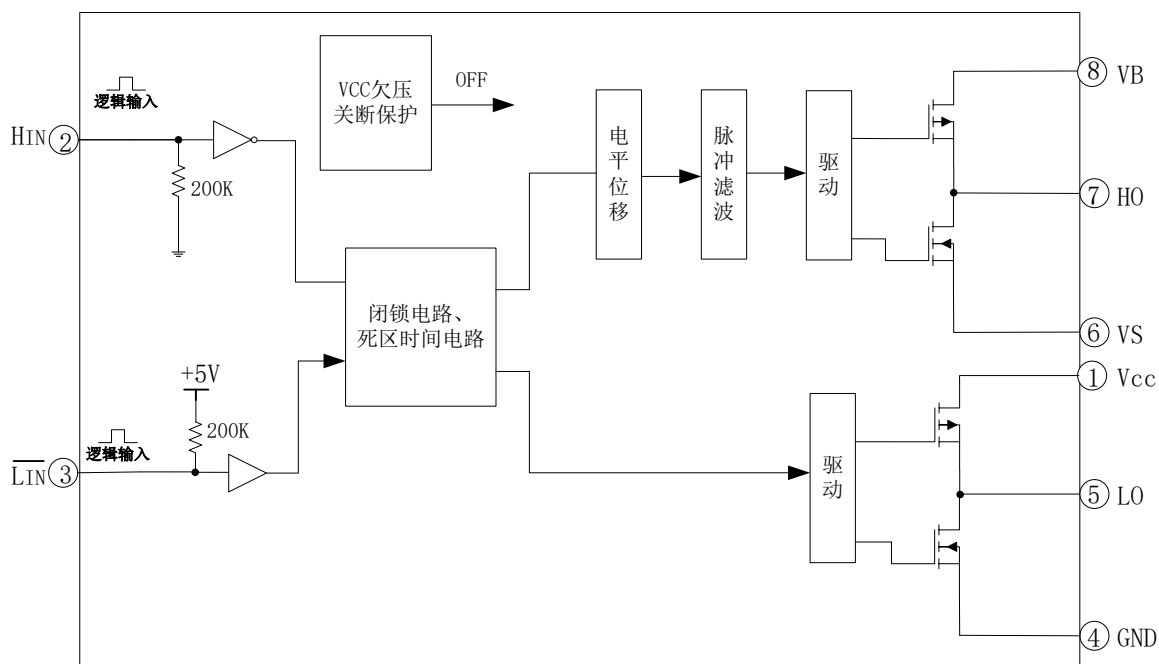 VCC欠压
关断保护
OFF
⑧ VB
逻辑输入
HIN ②
200K
电平位移
脉冲滤波
驱动
⑦ HO
闭锁电路、
死区时间电路
⑥ VS
① Vcc
+5V
200K
逻辑输入
LIN ③
驱动
⑤ LO
④ GND